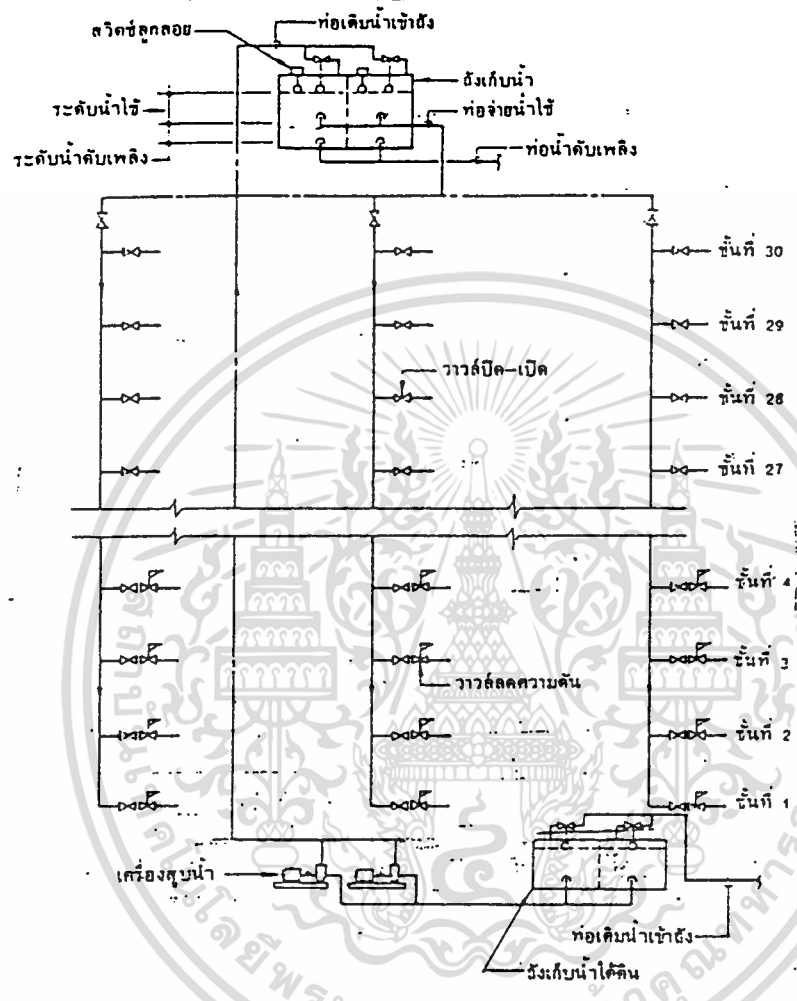 สวิตช์ลูกลอย
ท่อเติมน้ำเข้าถัง
ถังเก็บน้ำ
ระดับน้ำใช้
ท่อจ่ายน้ำใช้
ระดับน้ำดับเพลิง
ท่อน้ำดับเพลิง
ชั้นที่ 30
ชั้นที่ 29
วาวล์ปิด-เปิด
ชั้นที่ 28
ชั้นที่ 27
ชั้นที่ 4
ชั้นที่ 3
วาวล์ลดความดัน
ชั้นที่ 2
ชั้นที่ 1
เครื่องสูบน้ำ
ท่อเติมน้ำเข้าถัง
ถังเก็บน้ำใต้ดิน